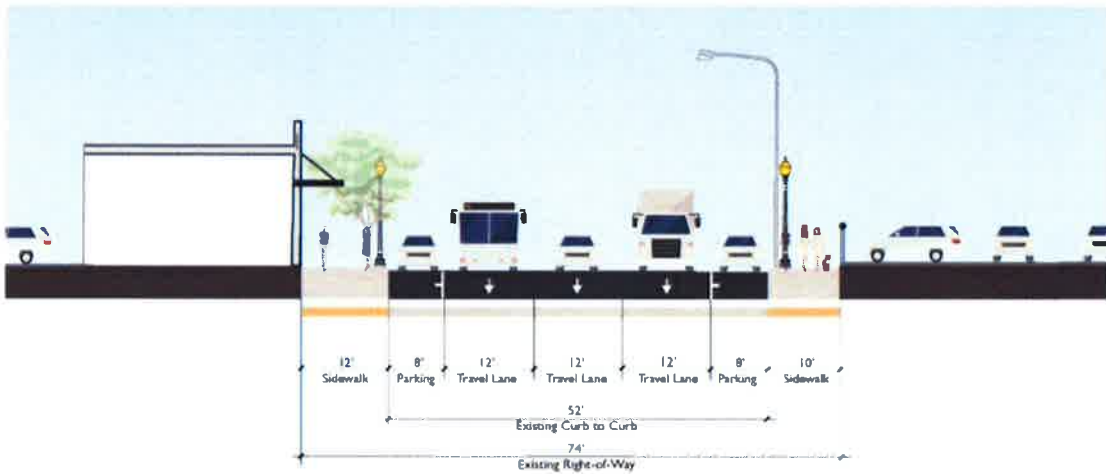 12' 8' 12' 12' 12' 8' 10'
Sidewalk Parking Travel Lane Travel Lane Travel Lane Parking Sidewalk
52'
Existing Curb to Curb
74'
Existing Right-of-Way